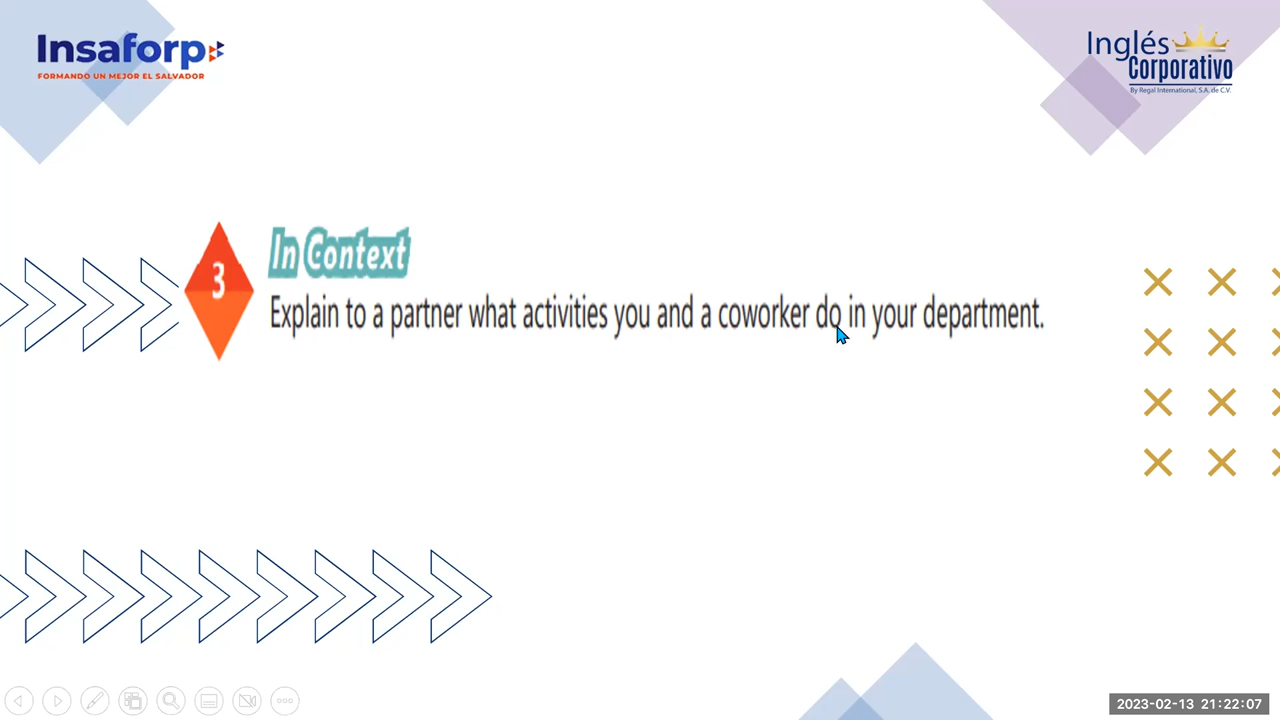 Insaforp
FORMANDO UN MEJOR EL SALVADOR
Inglés
Corporativo
By Regal International, S.A. de C.V.
3
In Context
Explain to a partner what activities you and a coworker do in your department.
2023-02-13 21:22:07